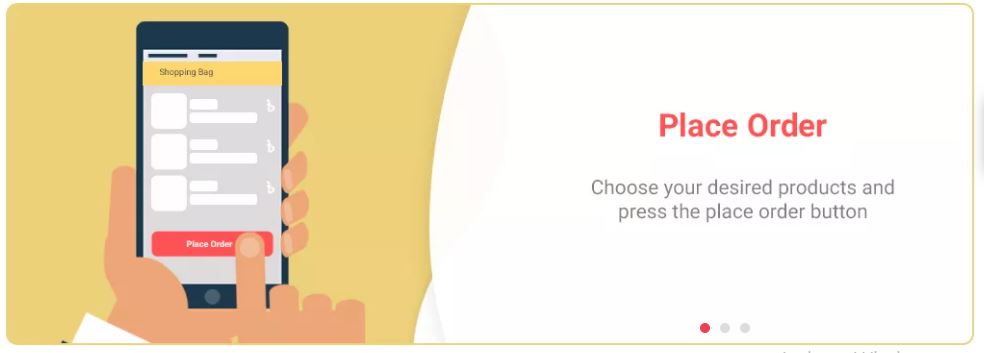 Shopping Bag
৳
৳
৳
Place Order
Place Order
Choose your desired products and
press the place order button